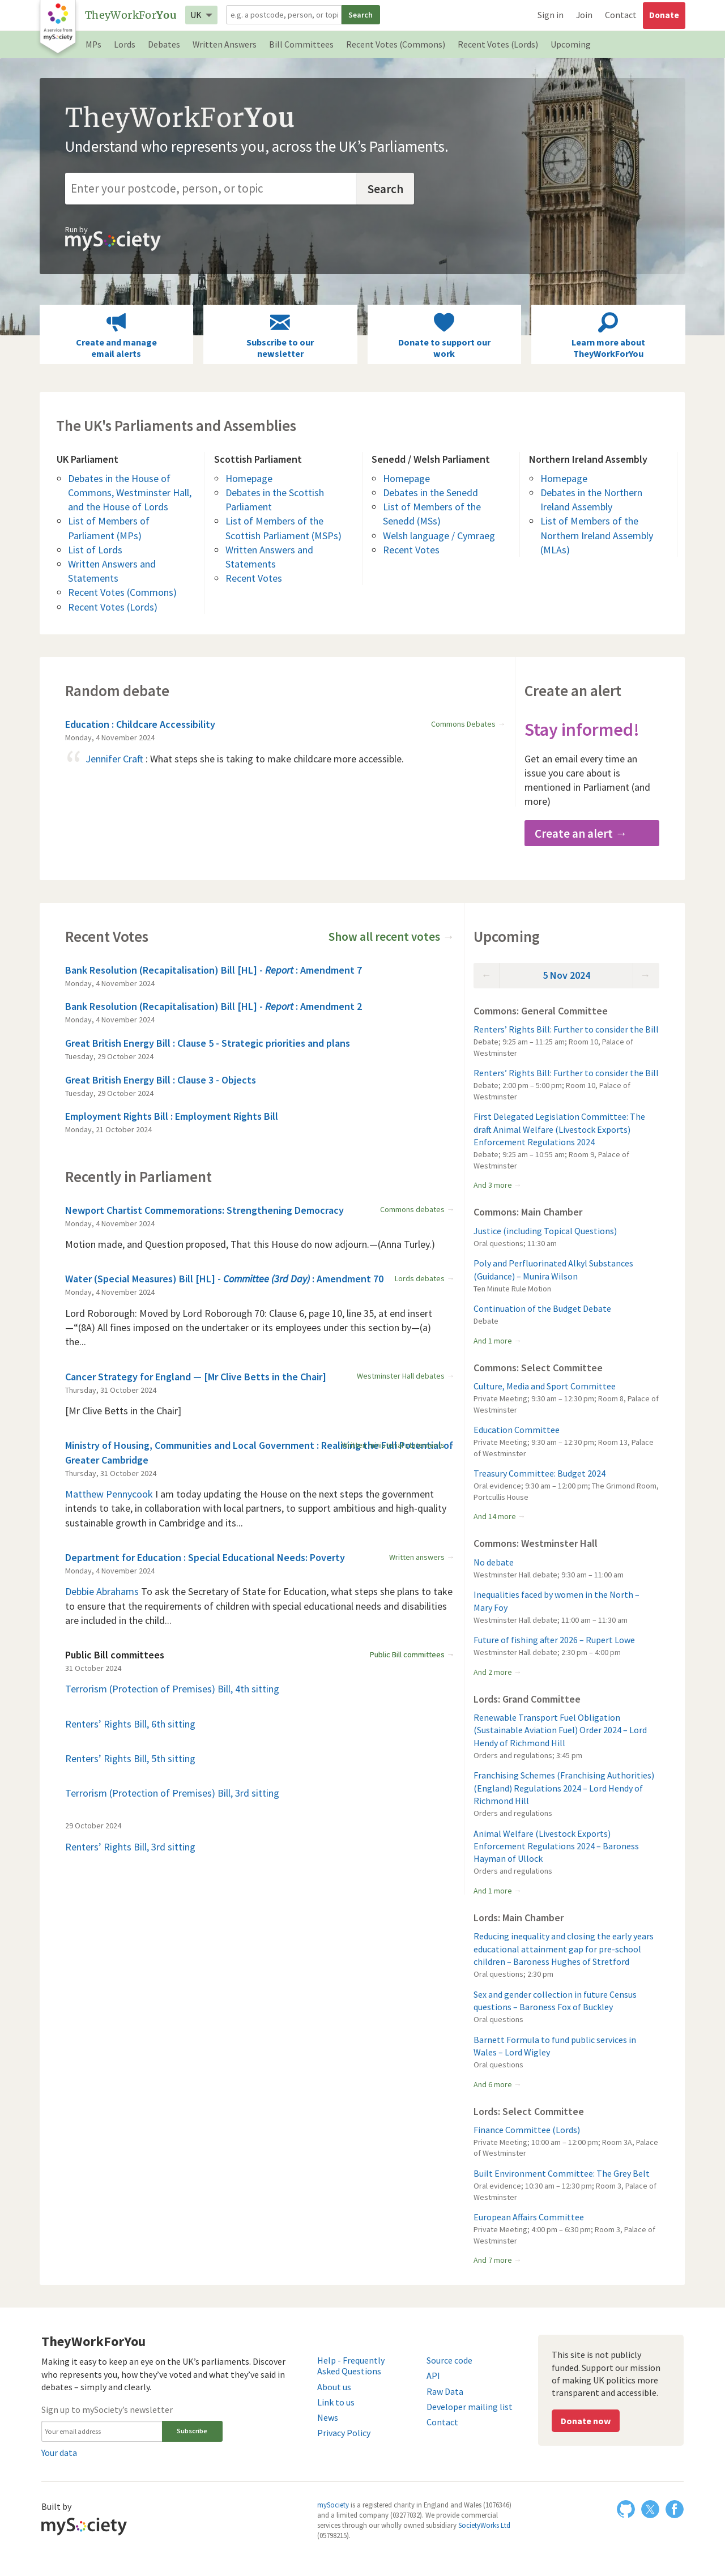 A service from
mySociety
TheyWorkForYou
UK
e.g. a postcode, person, or topi
Search
Sign in
Join
Contact
Donate
MPs
Lords
Debates
Written Answers
Bill Committees
Recent Votes (Commons)
Recent Votes (Lords)
Upcoming
TheyWorkForYou
Understand who represents you, across the UK’s Parliaments.
Enter your postcode, person, or topic
Search
Run by
mySociety
Create and manage
email alerts
Subscribe to our
newsletter
Donate to support our
work
Learn more about
TheyWorkForYou
The UK's Parliaments and Assemblies
UK Parliament
Debates in the House of
Commons, Westminster Hall,
and the House of Lords
List of Members of
Parliament (MPs)
List of Lords
Written Answers and
Statements
Recent Votes (Commons)
Recent Votes (Lords)
Scottish Parliament
Homepage
Debates in the Scottish
Parliament
List of Members of the
Scottish Parliament (MSPs)
Written Answers and
Statements
Recent Votes
Senedd / Welsh Parliament
Homepage
Debates in the Senedd
List of Members of the
Senedd (MSs)
Welsh language / Cymraeg
Recent Votes
Northern Ireland Assembly
Homepage
Debates in the Northern
Ireland Assembly
List of Members of the
Northern Ireland Assembly
(MLAs)
Random debate
Education : Childcare Accessibility
Commons Debates →
Monday, 4 November 2024
“ Jennifer Craft : What steps she is taking to make childcare more accessible.
Create an alert
Stay informed!
Get an email every time an
issue you care about is
mentioned in Parliament (and
more)
Create an alert →
Recent Votes
Show all recent votes →
Bank Resolution (Recapitalisation) Bill [HL] - Report : Amendment 7
Monday, 4 November 2024
Bank Resolution (Recapitalisation) Bill [HL] - Report : Amendment 2
Monday, 4 November 2024
Great British Energy Bill : Clause 5 - Strategic priorities and plans
Tuesday, 29 October 2024
Great British Energy Bill : Clause 3 - Objects
Tuesday, 29 October 2024
Employment Rights Bill : Employment Rights Bill
Monday, 21 October 2024
Recently in Parliament
Newport Chartist Commemorations: Strengthening Democracy
Commons debates →
Monday, 4 November 2024
Motion made, and Question proposed, That this House do now adjourn.—(Anna Turley.)
Water (Special Measures) Bill [HL] - Committee (3rd Day) : Amendment 70
Lords debates →
Monday, 4 November 2024
Lord Roborough: Moved by Lord Roborough 70: Clause 6, page 10, line 35, at end insert
—“(8A) All fines imposed on the undertaker or its employees under this section by—(a)
the...
Cancer Strategy for England — [Mr Clive Betts in the Chair]
Westminster Hall debates →
Thursday, 31 October 2024
[Mr Clive Betts in the Chair]
Ministry of Housing, Communities and Local Government : Realising the Full Potential of
Greater Cambridge
Thursday, 31 October 2024
Matthew Pennycook I am today updating the House on the next steps the government
intends to take, in collaboration with local partners, to support ambitious and high-quality
sustainable growth in Cambridge and its...
Department for Education : Special Educational Needs: Poverty
Written answers →
Monday, 4 November 2024
Debbie Abrahams To ask the Secretary of State for Education, what steps she plans to take
to ensure that the requirements of children with special educational needs and disabilities
are included in the child...
Public Bill committees
Public Bill committees →
31 October 2024
Terrorism (Protection of Premises) Bill, 4th sitting
Renters’ Rights Bill, 6th sitting
Renters’ Rights Bill, 5th sitting
Terrorism (Protection of Premises) Bill, 3rd sitting
29 October 2024
Renters’ Rights Bill, 3rd sitting
Upcoming
←
5 Nov 2024
→
Commons: General Committee
Renters’ Rights Bill: Further to consider the Bill
Debate; 9:25 am – 11:25 am; Room 10, Palace of
Westminster
Renters’ Rights Bill: Further to consider the Bill
Debate; 2:00 pm – 5:00 pm; Room 10, Palace of
Westminster
First Delegated Legislation Committee: The
draft Animal Welfare (Livestock Exports)
Enforcement Regulations 2024
Debate; 9:25 am – 10:55 am; Room 9, Palace of
Westminster
And 3 more →
Commons: Main Chamber
Justice (including Topical Questions)
Oral questions; 11:30 am
Poly and Perfluorinated Alkyl Substances
(Guidance) – Munira Wilson
Ten Minute Rule Motion
Continuation of the Budget Debate
Debate
And 1 more →
Commons: Select Committee
Culture, Media and Sport Committee
Private Meeting; 9:30 am – 12:30 pm; Room 8, Palace of
Westminster
Education Committee
Private Meeting; 9:30 am – 12:30 pm; Room 13, Palace
of Westminster
Treasury Committee: Budget 2024
Oral evidence; 9:30 am – 12:00 pm; The Grimond Room,
Portcullis House
And 14 more →
Commons: Westminster Hall
No debate
Westminster Hall debate; 9:30 am – 11:00 am
Inequalities faced by women in the North –
Mary Foy
Westminster Hall debate; 11:00 am – 11:30 am
Future of fishing after 2026 – Rupert Lowe
Westminster Hall debate; 2:30 pm – 4:00 pm
And 2 more →
Lords: Grand Committee
Renewable Transport Fuel Obligation
(Sustainable Aviation Fuel) Order 2024 – Lord
Hendy of Richmond Hill
Orders and regulations; 3:45 pm
Franchising Schemes (Franchising Authorities)
(England) Regulations 2024 – Lord Hendy of
Richmond Hill
Orders and regulations
Animal Welfare (Livestock Exports)
Enforcement Regulations 2024 – Baroness
Hayman of Ullock
Orders and regulations
And 1 more →
Lords: Main Chamber
Reducing inequality and closing the early years
educational attainment gap for pre-school
children – Baroness Hughes of Stretford
Oral questions; 2:30 pm
Sex and gender collection in future Census
questions – Baroness Fox of Buckley
Oral questions
Barnett Formula to fund public services in
Wales – Lord Wigley
Oral questions
And 6 more →
Lords: Select Committee
Finance Committee (Lords)
Private Meeting; 10:00 am – 12:00 pm; Room 3A, Palace
of Westminster
Built Environment Committee: The Grey Belt
Oral evidence; 10:30 am – 12:30 pm; Room 3, Palace of
Westminster
European Affairs Committee
Private Meeting; 4:00 pm – 6:30 pm; Room 3, Palace of
Westminster
And 7 more →
TheyWorkForYou
Making it easy to keep an eye on the UK’s parliaments. Discover
who represents you, how they’ve voted and what they’ve said in
debates – simply and clearly.
Sign up to mySociety’s newsletter
Your email address
Subscribe
Your data
Help - Frequently
Asked Questions
About us
Link to us
News
Privacy Policy
Source code
API
Raw Data
Developer mailing list
Contact
This site is not publicly
funded. Support our mission
of making UK politics more
transparent and accessible.
Donate now
Built by
mySociety
mySociety is a registered charity in England and Wales (1076346)
and a limited company (03277032). We provide commercial
services through our wholly owned subsidiary SocietyWorks Ltd
(05798215).